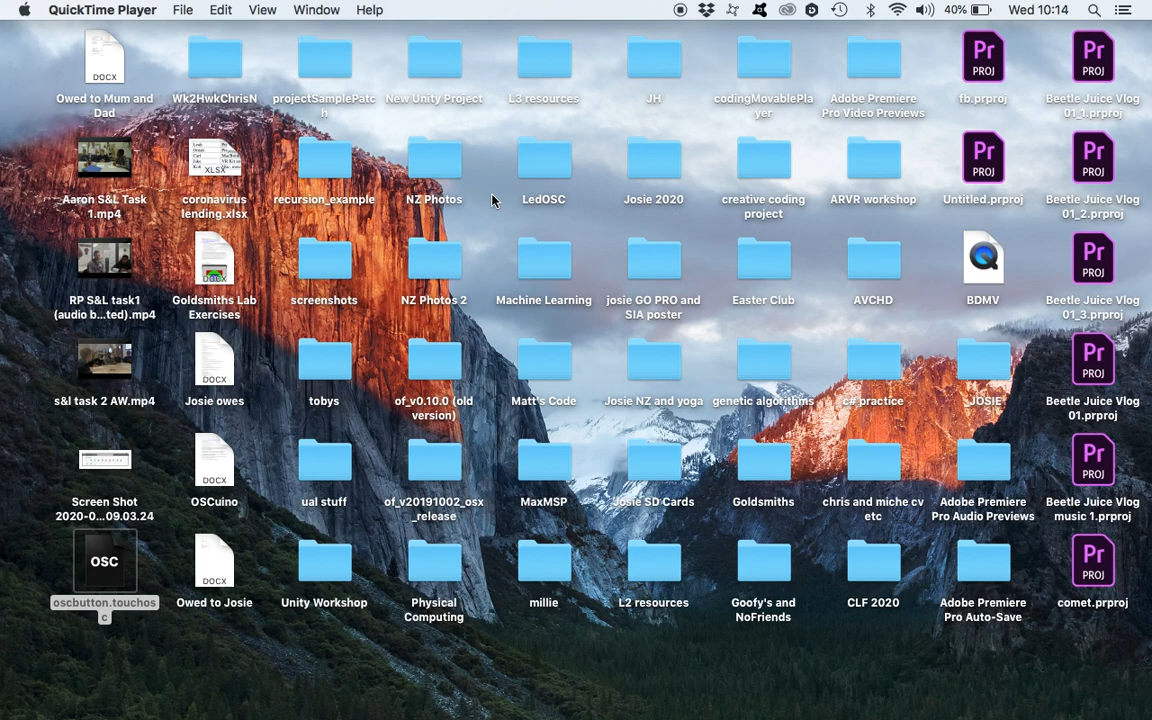 QuickTime Player File Edit View Window Help 40% Wed 10:14
DOCX
Pr
PROJ
Pr
PROJ
Owed to Mum and
Dad
Wk2HwkChrisN
projectSamplePatc
h
New Unity Project
L3 resources
JH
codingMovablePla
yer
Adobe Premiere
Pro Video Previews
fb.prproj
Beetle Juice Vlog
01_1.prproj
XLSX
Pr
PROJ
Pr
PROJ
Aaron S&L Task
1.mp4
coronavirus
lending.xlsx
recursion_example
NZ Photos
LedOSC
Josie 2020
creative coding
project
ARVR workshop
Untitled.prproj
Beetle Juice Vlog
01_2.prproj
DOCX
Pr
PROJ
RP S&L task1
(audio b...ted).mp4
Goldsmiths Lab
Exercises
screenshots
NZ Photos 2
Machine Learning
josie GO PRO and
SIA poster
Easter Club
AVCHD
BDMV
Beetle Juice Vlog
01_3.prproj
DOCX
Pr
PROJ
s&l task 2 AW.mp4
Josie owes
tobys
of_v0.10.0 (old
version)
Matt's Code
Josie NZ and yoga
genetic algorithms
c# practice
JOSIE
Beetle Juice Vlog
01.prproj
DOCX
Pr
PROJ
Screen Shot
2020-0...09.03.24
OSCuino
ual stuff
of_v20191002_osx
_release
MaxMSP
Josie SD Cards
Goldsmiths
chris and miche cv
etc
Adobe Premiere
Pro Audio Previews
Beetle Juice Vlog
music 1.prproj
OSC
DOCX
Pr
PROJ
oscbutton.touchos
c
Owed to Josie
Unity Workshop
Physical
Computing
millie
L2 resources
Goofy's and
NoFriends
CLF 2020
Adobe Premiere
Pro Auto-Save
comet.prproj